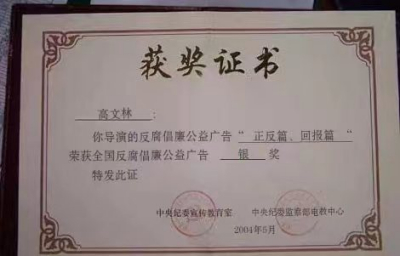 获奖证书
高文林：
你导演的反腐倡廉公益广告“ 正反篇、回报篇 “
荣获全国反腐倡廉公益广告 银 奖
特发此证
中央纪委宣传教育室 中央纪委监察部电教中心
2004年5月